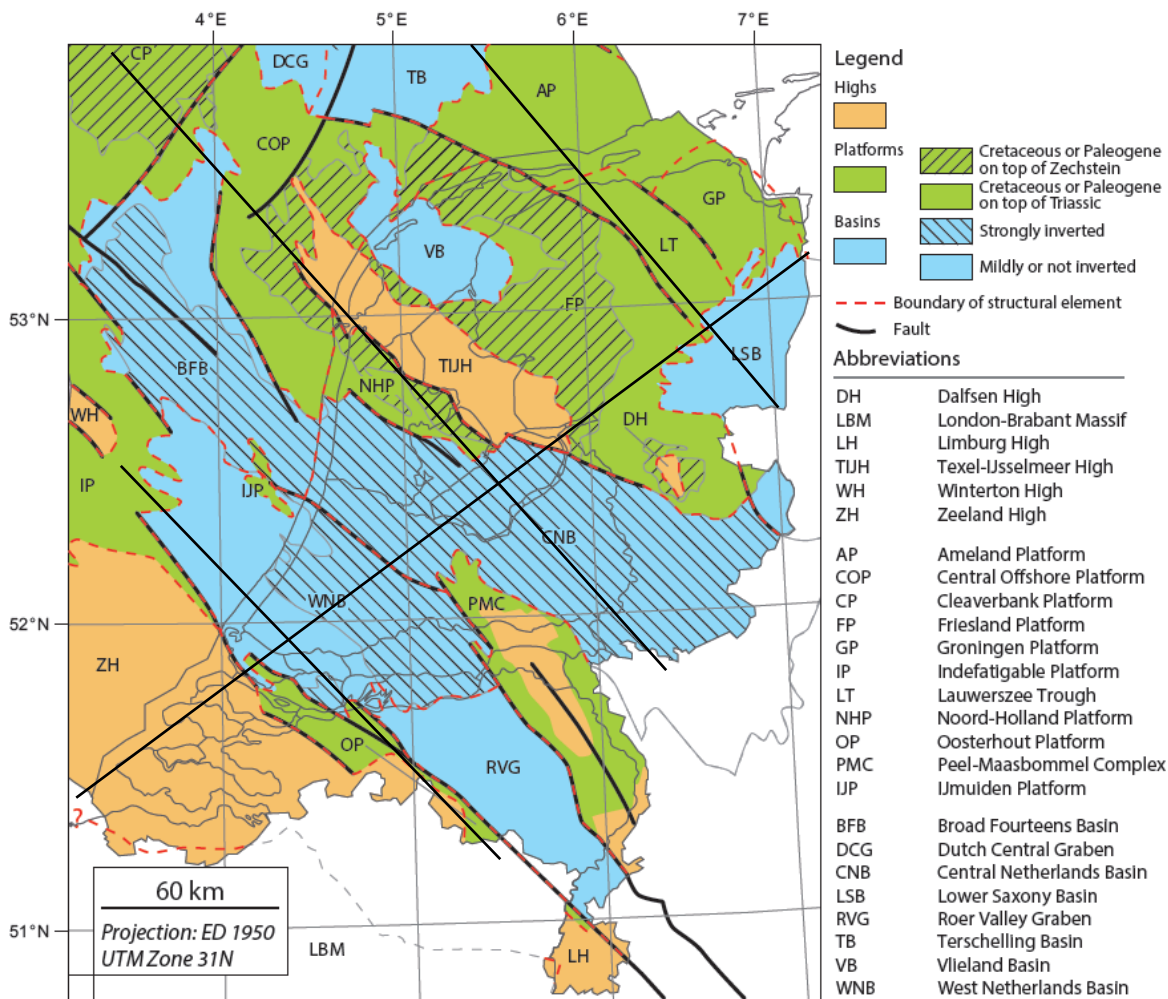 4°E
5°E
6°E
7°E
CP
DCG
TB
AP
COP
GP
VB
LT
FP
53°N
LSB
BFB
TIJH
NHP
WH
DH
IP
IJP
CNB
WNB
PMC
52°N
ZH
OP
RVG
?
60 km
Projection: ED 1950
UTM Zone 31N
51°N
LBM
LH
Legend
Highs
Platforms
Cretaceous or Paleogene
on top of Zechstein
Cretaceous or Paleogene
on top of Triassic
Basins
Strongly inverted
Mildly or not inverted
Boundary of structural element
Fault
Abbreviations
DH Dalfsen High
LBM London-Brabant Massif
LH Limburg High
TIJH Texel-IJsselmeer High
WH Winterton High
ZH Zeeland High
AP Ameland Platform
COP Central Offshore Platform
CP Cleaverbank Platform
FP Friesland Platform
GP Groningen Platform
IP Indefatigable Platform
LT Lauwerszee Trough
NHP Noord-Holland Platform
OP Oosterhout Platform
PMC Peel-Maasbommel Complex
IJP IJmuiden Platform
BFB Broad Fourteens Basin
DCG Dutch Central Graben
CNB Central Netherlands Basin
LSB Lower Saxony Basin
RVG Roer Valley Graben
TB Terschelling Basin
VB Vlieland Basin
WNB West Netherlands Basin